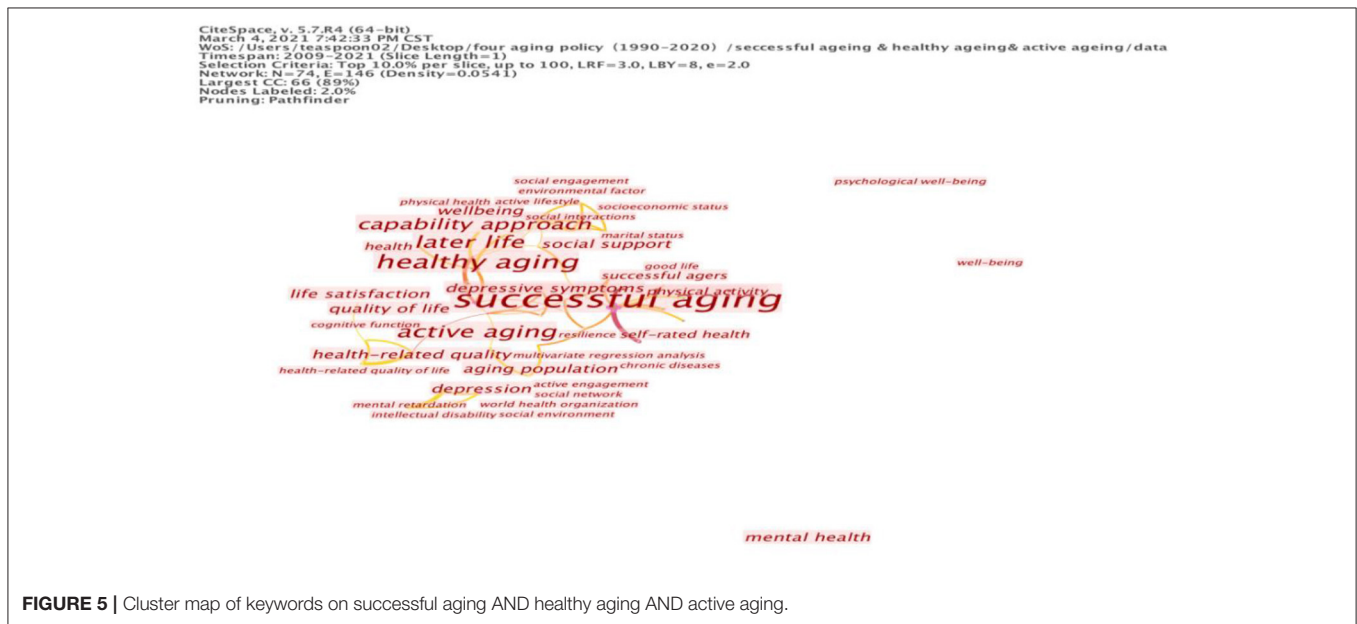 CiteSpace, v. 5.7.R4 (64-bit)
March 4, 2021 7:42:33 PM CST
WoS: /Users/teaspoon02/Desktop/four aging policy（1990-2020）/seccessful ageing & healthy ageing& active ageing/data
Timespan: 2009-2021 (Slice Length=1)
Selection Criteria: Top 10.0% per slice, up to 100, LRF=3.0, LBY=8, e=2.0
Network: N=74, E=146 (Density=0.0541)
Largest CC: 66 (89%)
Nodes Labeled: 2.0%
Pruning: Pathfinder
social engagement
psychological well-being
environmental factor
physical health active lifestyle
socioeconomic status
wellbeing
social interactions
capability approach
marital status
health
later life
social support
healthy aging
good life
well-being
successful agers
depressive symptoms
physical activity
life satisfaction
successful aging
quality of life
cognitive function
active aging
resilience
self-rated health
health-related quality
multivariate regression analysis
health-related quality of life
aging population
chronic diseases
depression
active engagement
social network
mental retardation
world health organization
intellectual disability
social environment
mental health
FIGURE 5 | Cluster map of keywords on successful aging AND healthy aging AND active aging.